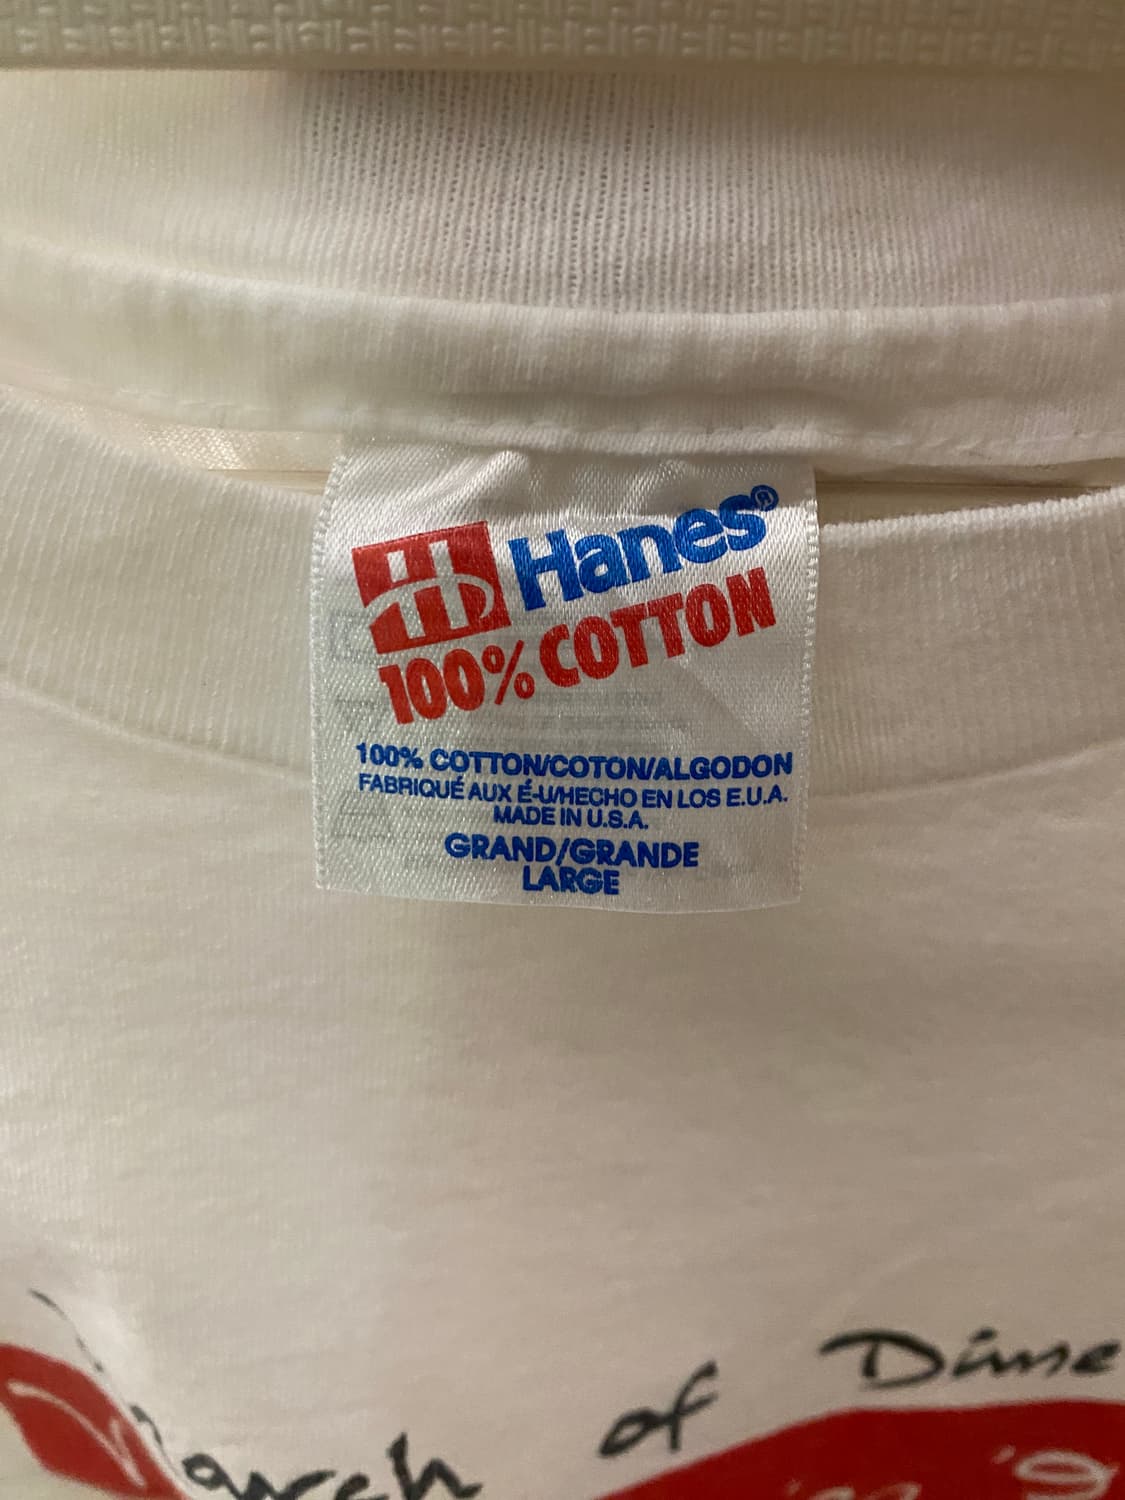 Hanes®
100% COTTON
100% COTTON/COTON/ALGODON
FABRIQUÉ AUX É-U/HECHO EN LOS E.U.A.
MADE IN U.S.A.
GRAND/GRANDE
LARGE
March of Dime